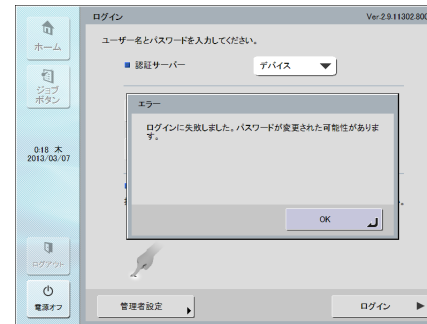 ログイン
Ver.2.9.11302.800
ホーム
ユーザー名とパスワードを入力してください。
認証サーバー
デバイス
ジョブ
ボタン
エラー
ログインに失敗しました。パスワードが変更された可能性がありま
す。
0:18 木
2013/03/07
OK
ログアウト
電源オフ
管理者設定
ログイン